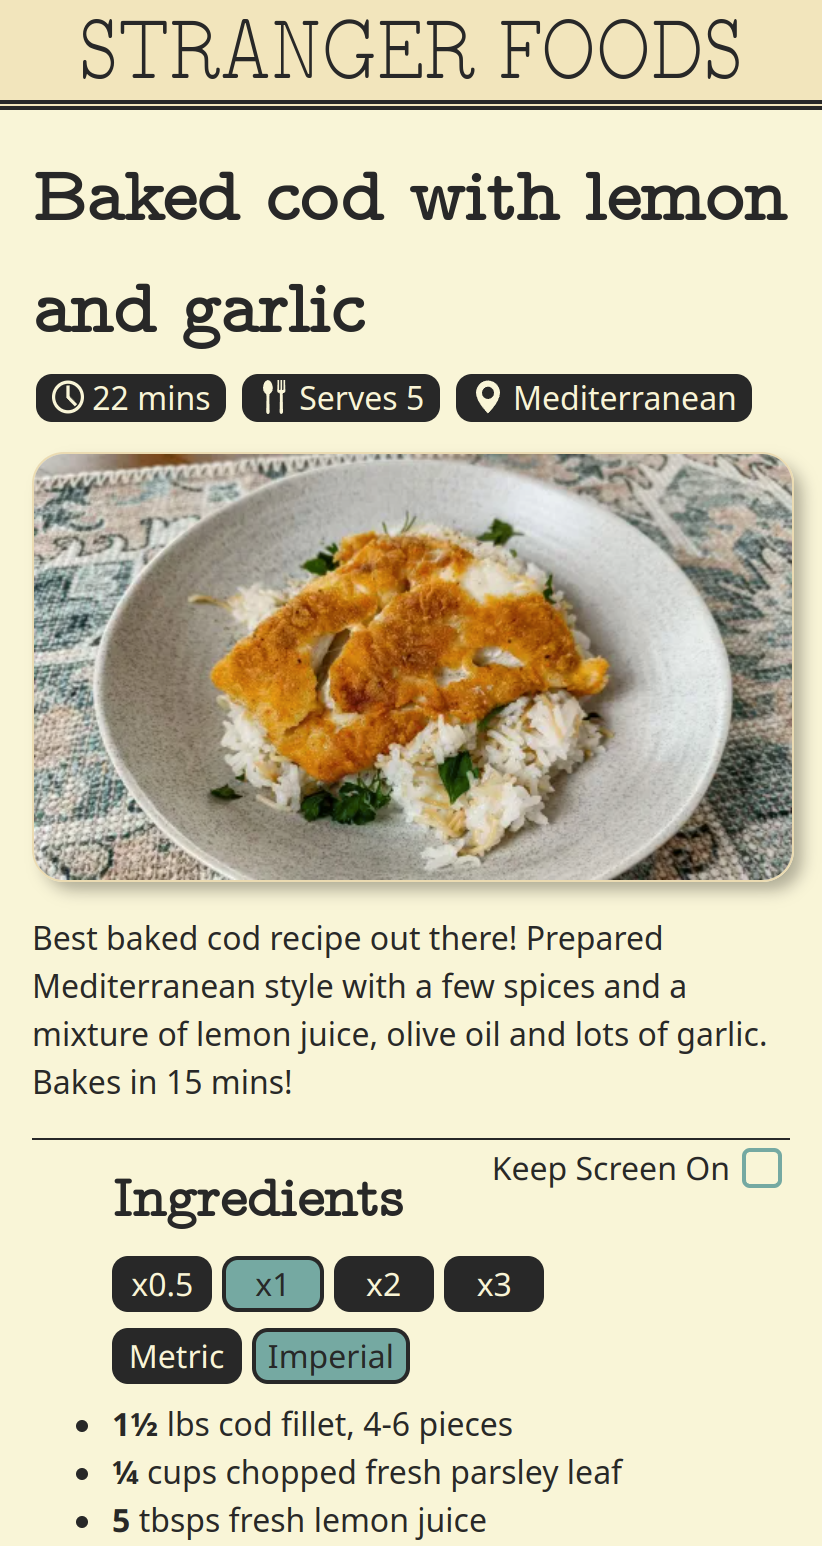 STRANGER FOODS
Baked cod with lemon
and garlic
22 mins Serves 5 Mediterranean
Best baked cod recipe out there! Prepared
Mediterranean style with a few spices and a
mixture of lemon juice, olive oil and lots of garlic.
Bakes in 15 mins!
Keep Screen On
Ingredients
x0.5 x1 x2 x3
Metric Imperial
• 1½ lbs cod fillet, 4-6 pieces
• ¼ cups chopped fresh parsley leaf
• 5 tbsps fresh lemon juice